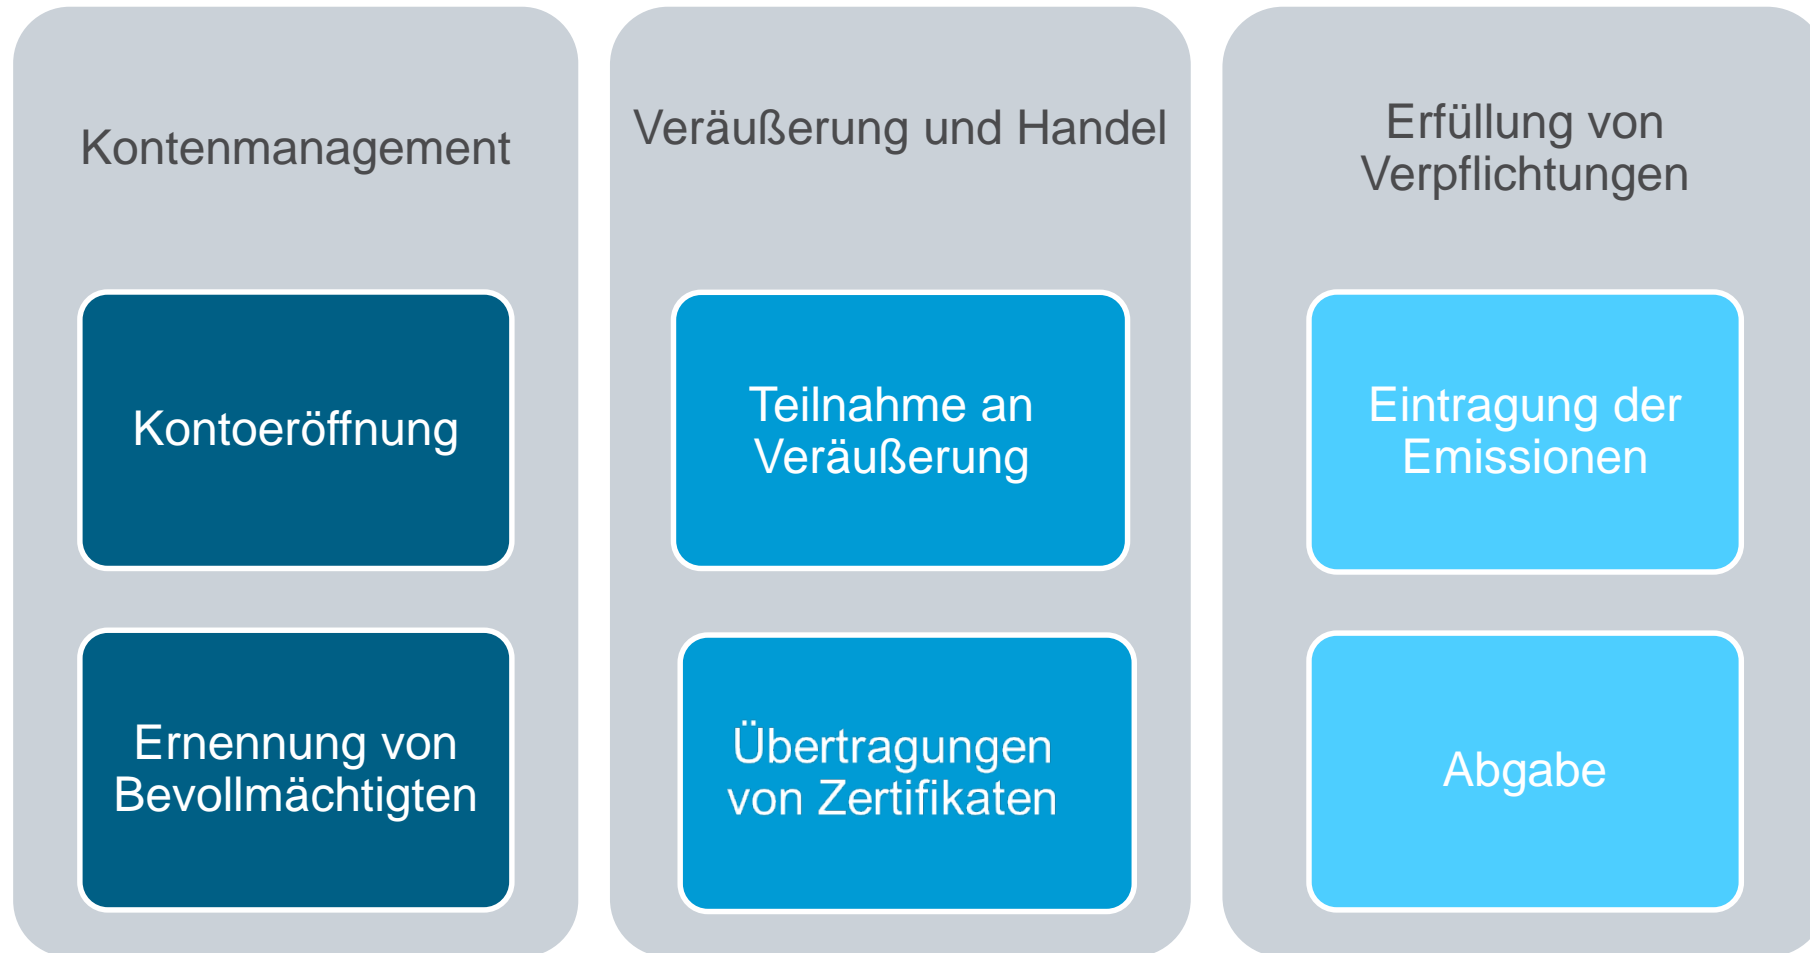 Kontenmanagement
Kontoeröffnung
Ernennung von
Bevollmächtigten
Veräußerung und Handel
Teilnahme an
Veräußerung
Übertragungen
von Zertifikaten
Erfüllung von
Verpflichtungen
Eintragung der
Emissionen
Abgabe